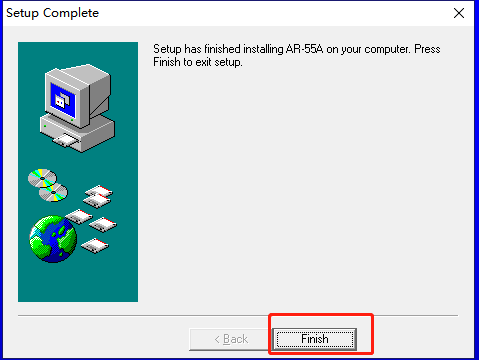 Setup Complete
Setup has finished installing AR-55A on your computer. Press
Finish to exit setup.
< Back
Finish